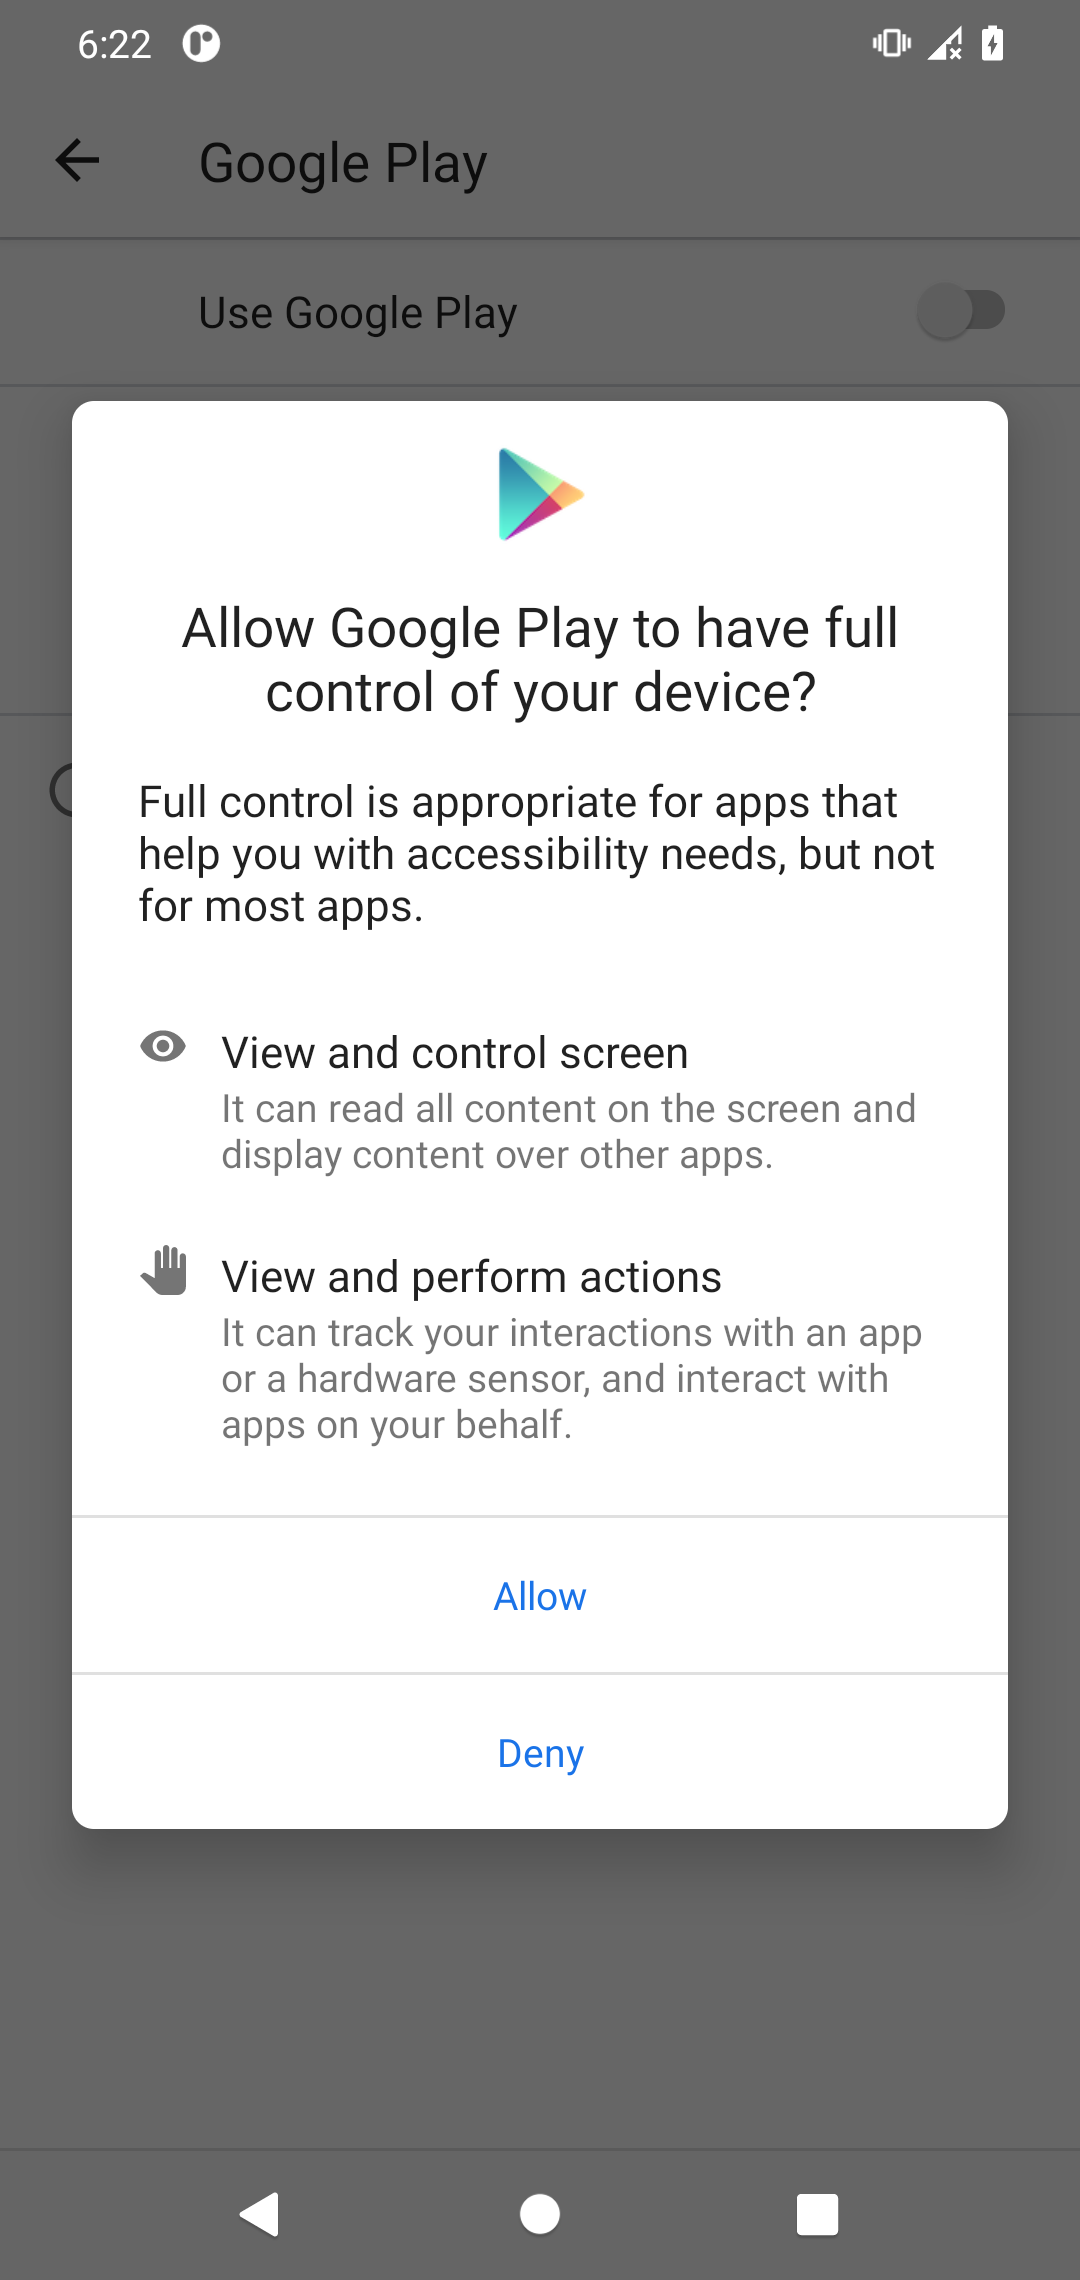 6:22
Google Play
Use Google Play
Allow Google Play to have full
control of your device?
Full control is appropriate for apps that
help you with accessibility needs, but not
for most apps.
View and control screen
It can read all content on the screen and
display content over other apps.
View and perform actions
It can track your interactions with an app
or a hardware sensor, and interact with
apps on your behalf.
Allow
Deny